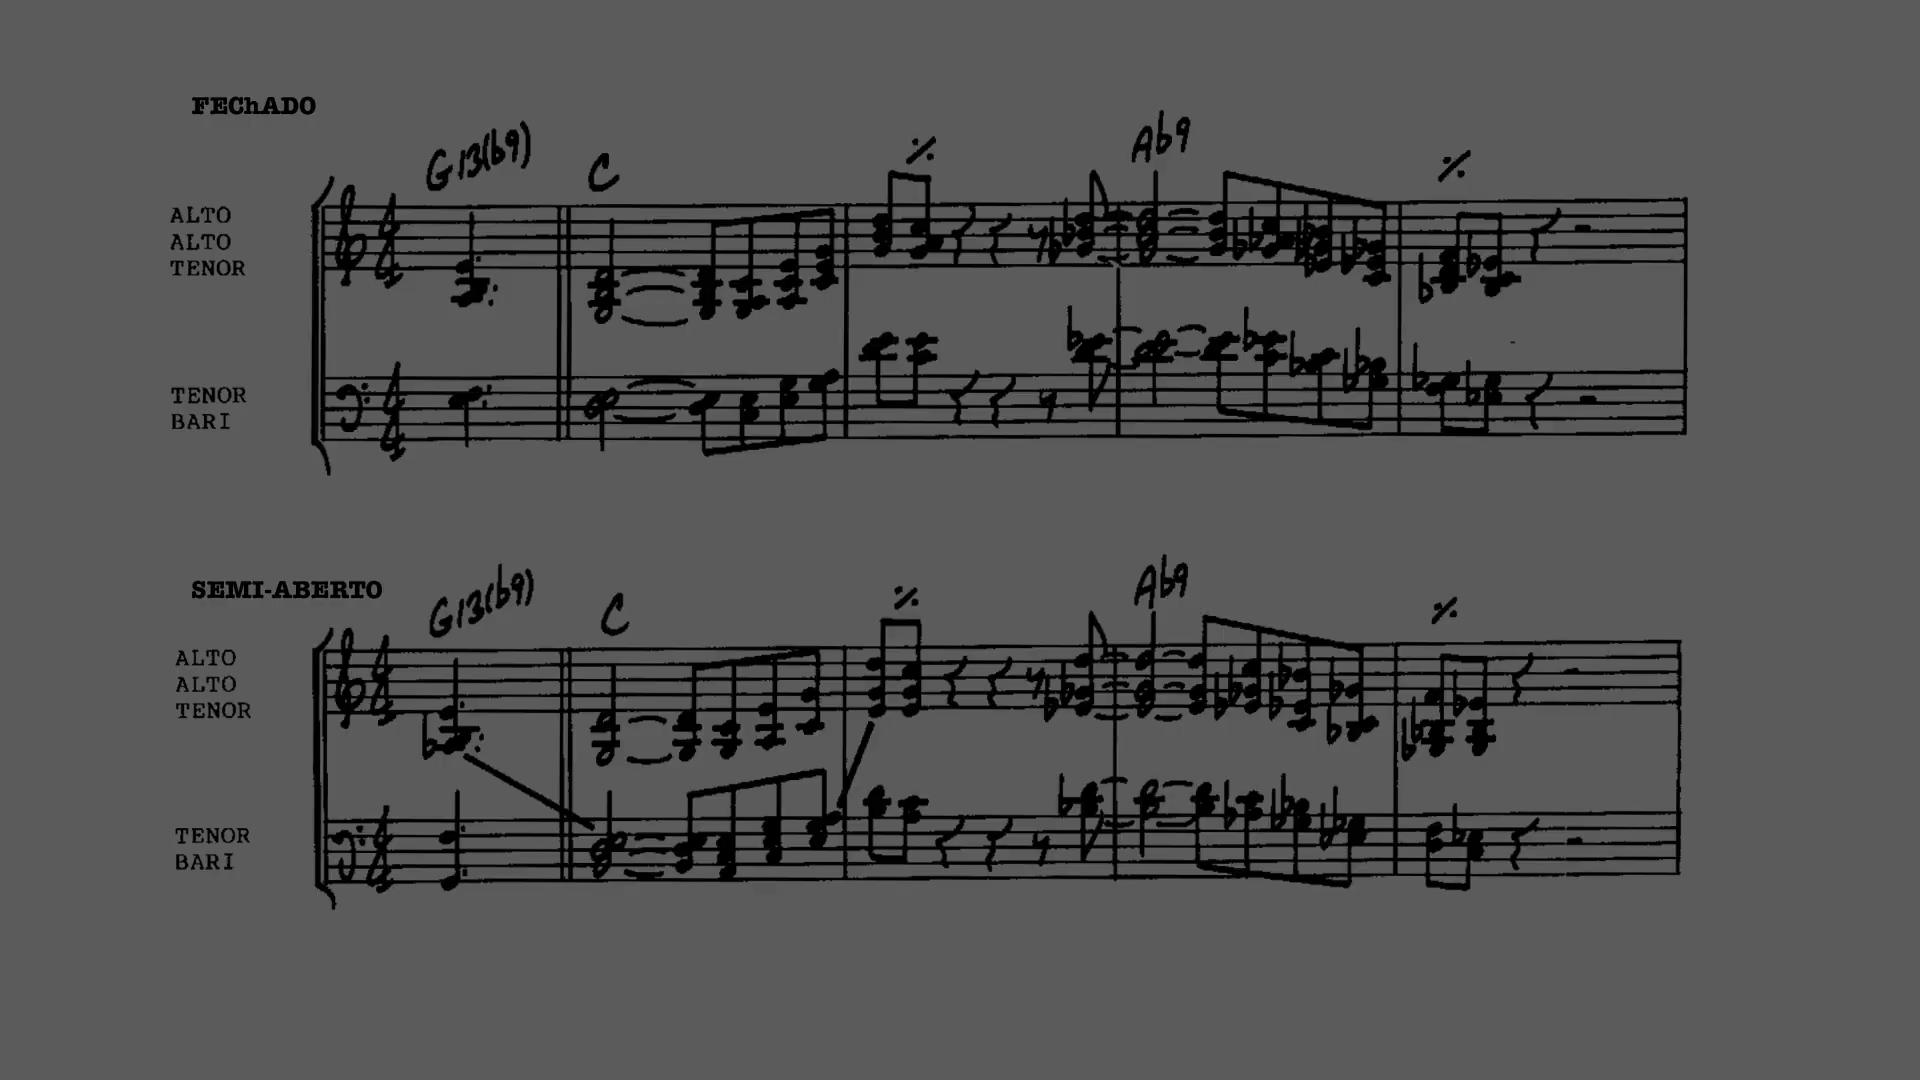 FEChADO
G13(b9) C % Ab9 %
ALTO
ALTO
TENOR
TENOR
BARI
SEMI-ABERTO
G13(b9) C % Ab9 %
ALTO
ALTO
TENOR
TENOR
BARI